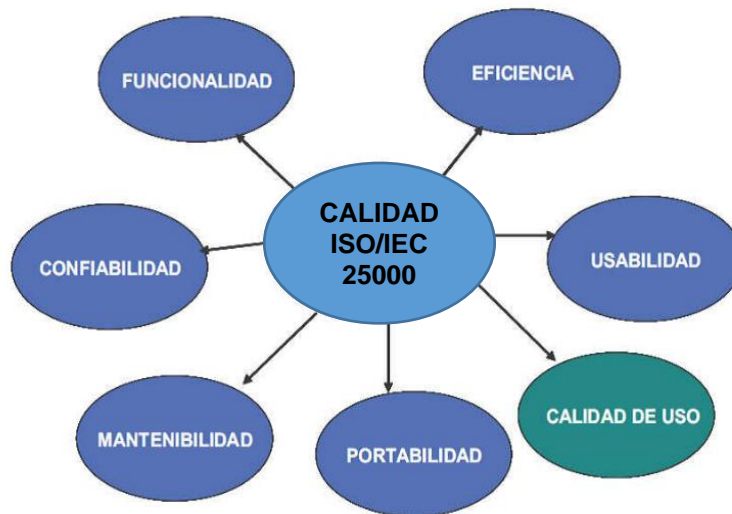 FUNCIONALIDAD
EFICIENCIA
CALIDAD
ISO/IEC
25000
CONFIABILIDAD
USABILIDAD
MANTENIBILIDAD
PORTABILIDAD
CALIDAD DE USO